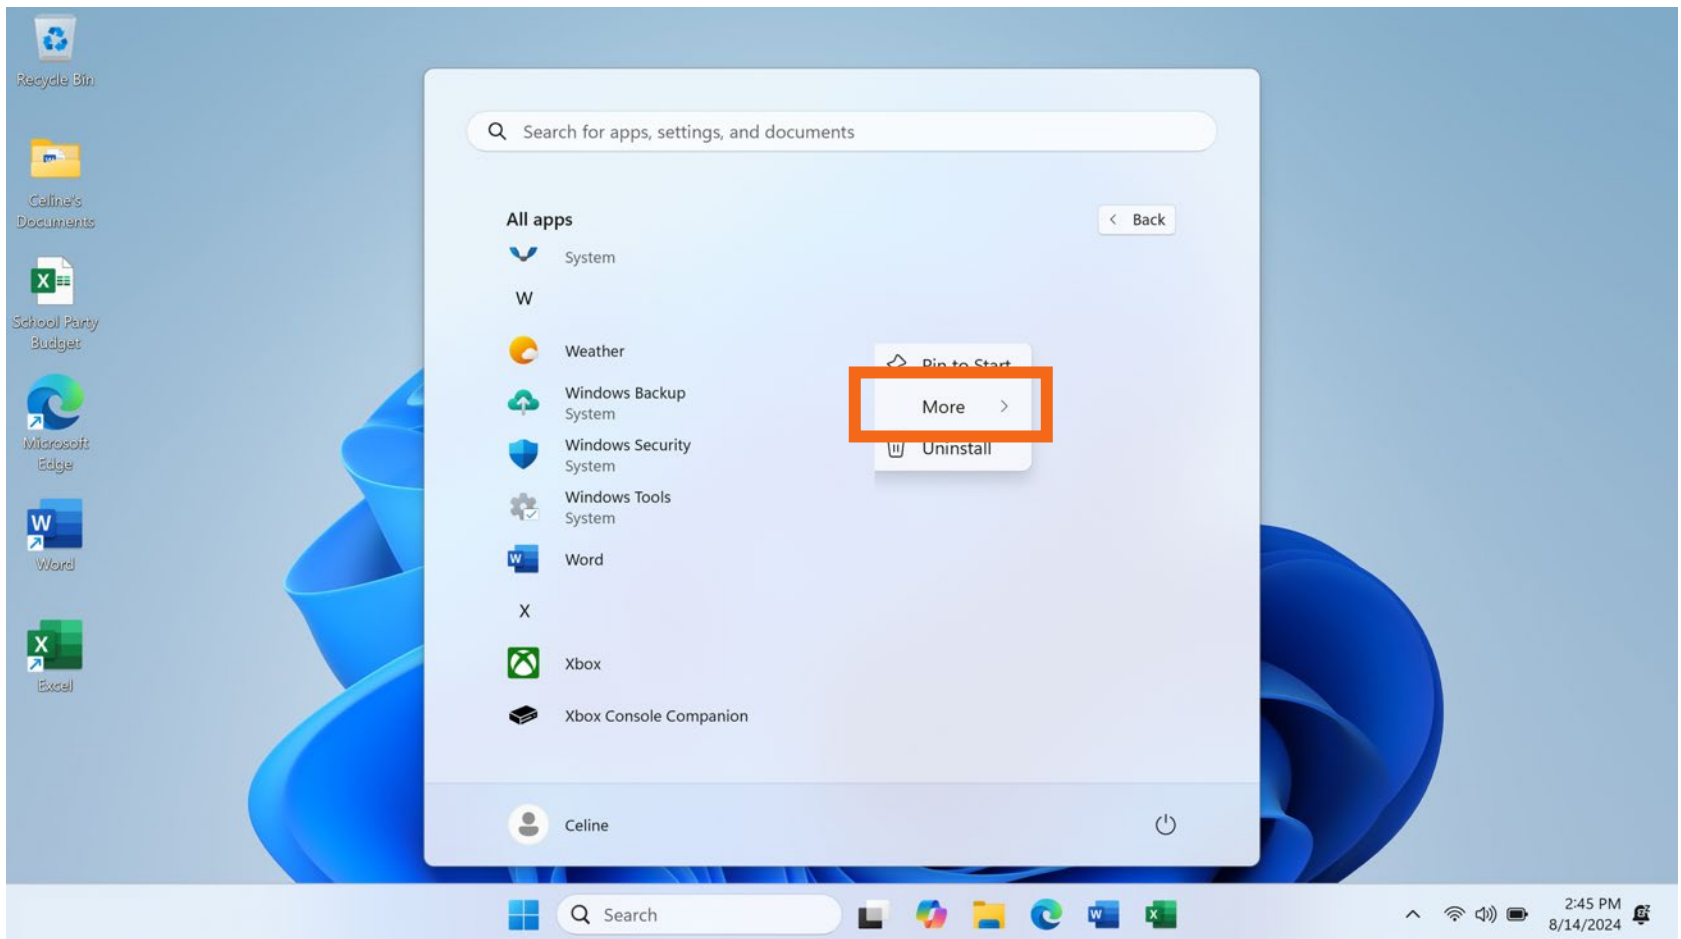 Recycle Bin
Celine's
Documents
School Party
Budget
Microsoft
Edge
Word
Excel
Search for apps, settings, and documents
All apps
Back
System
W
Weather
Windows Backup
System
Windows Security
System
Windows Tools
System
Word
X
Xbox
Xbox Console Companion
Pin to Start
More
Uninstall
Celine
Search
2:45 PM
8/14/2024